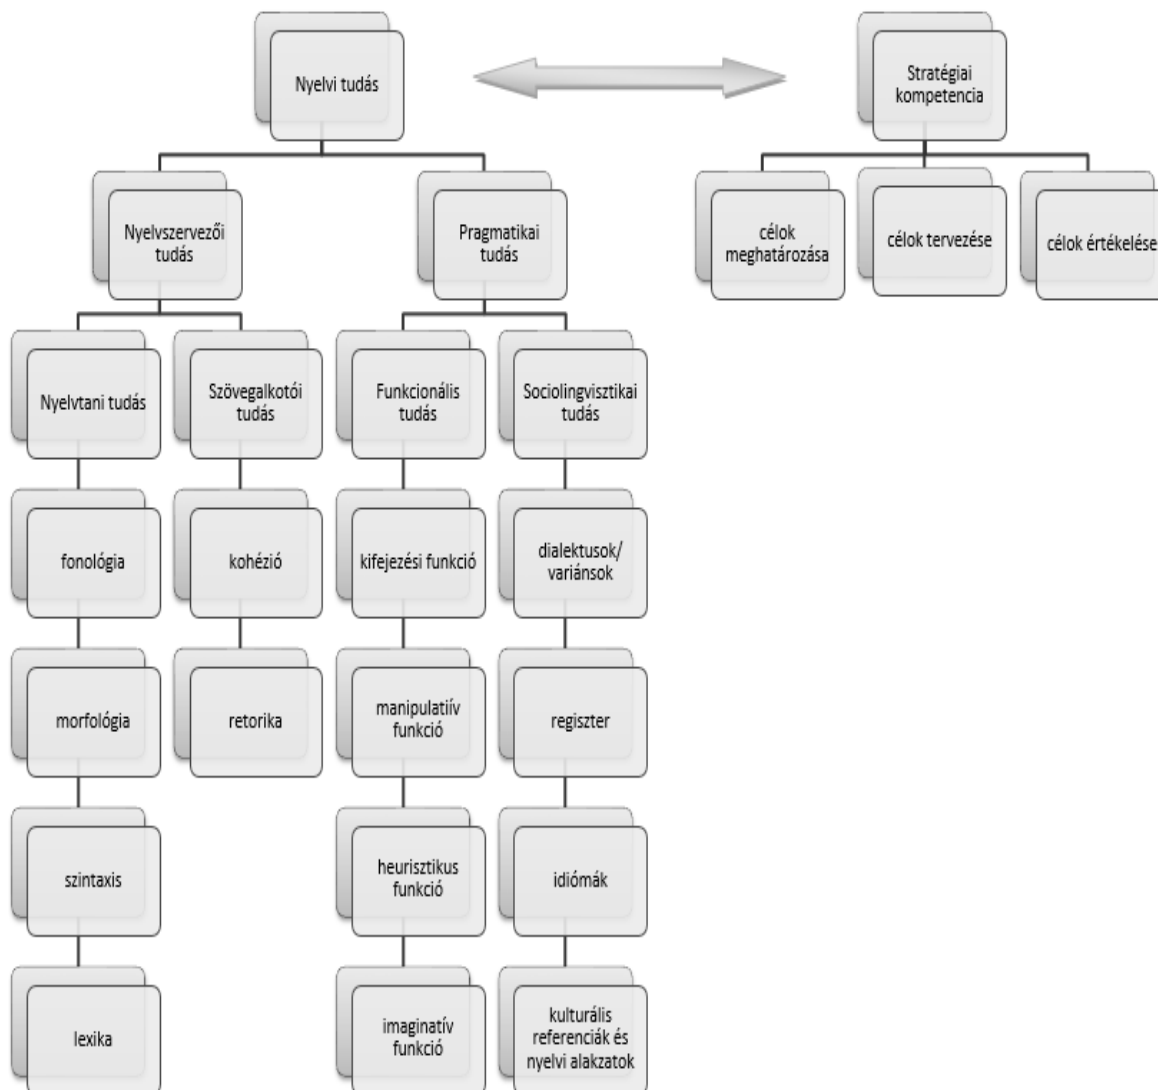 Nyelvi tudás
Stratégiai
kompetencia
Nyelvszervezői
tudás
Pragmatikai
tudás
célok
meghatározása
célok tervezése
célok értékelése
Nyelvtani tudás
Szövegalkotói
tudás
Funkcionális
tudás
Sociolingvisztikai
tudás
fonológia
kohézió
kifejezési funkció
dialektusok/
variánsok
morfológia
retorika
manipulatiív
funkció
regiszter
szintaxis
heurisztikus
funkció
idiómák
lexika
imaginatív
funkció
kulturális
referenciák és
nyelvi alakzatok